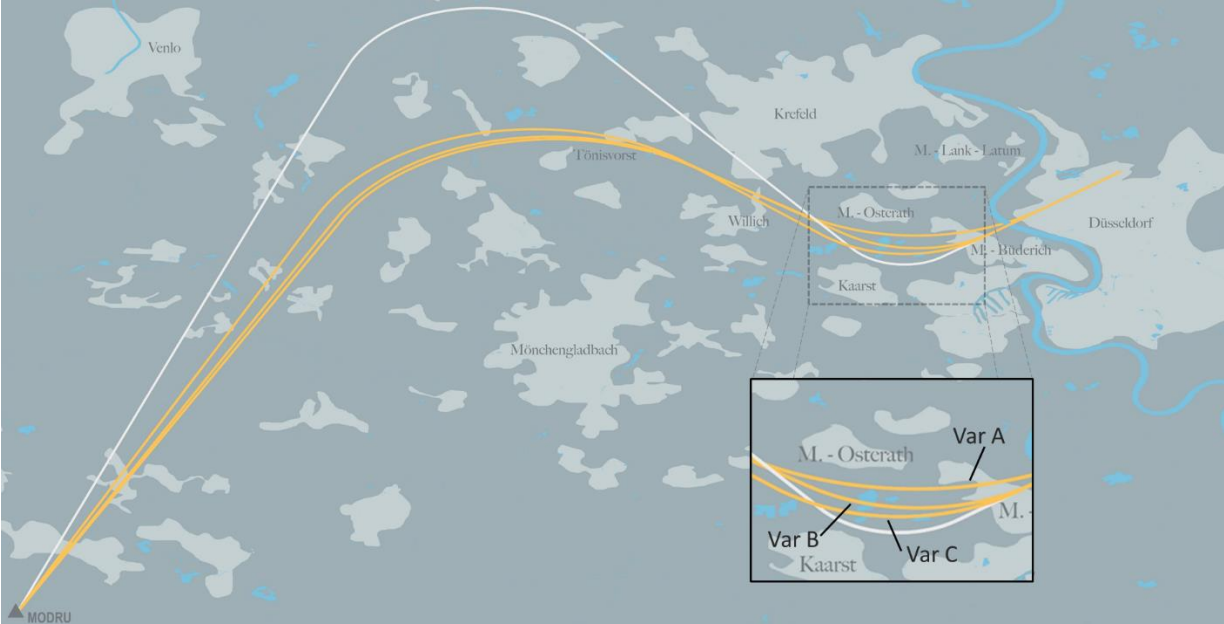 Venlo
Krefeld
M. - Lank - Latum
Tönisvorst
M. - Osterath
Willich
Düsseldorf
M. - Büderich
Kaarst
Mönchengladbach
Var A
M. - Osterath
M. -
Var B
Var C
Kaarst
MODRU